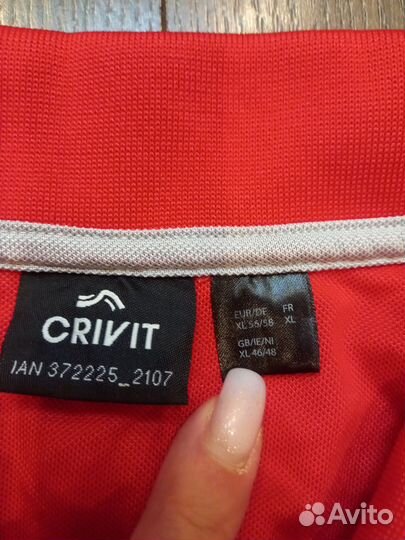 CRIVIT
IAN 372225_2107
EUR/DE FR
XL 56/58 XL
GB/IE/NI
XL 46/48
Avito